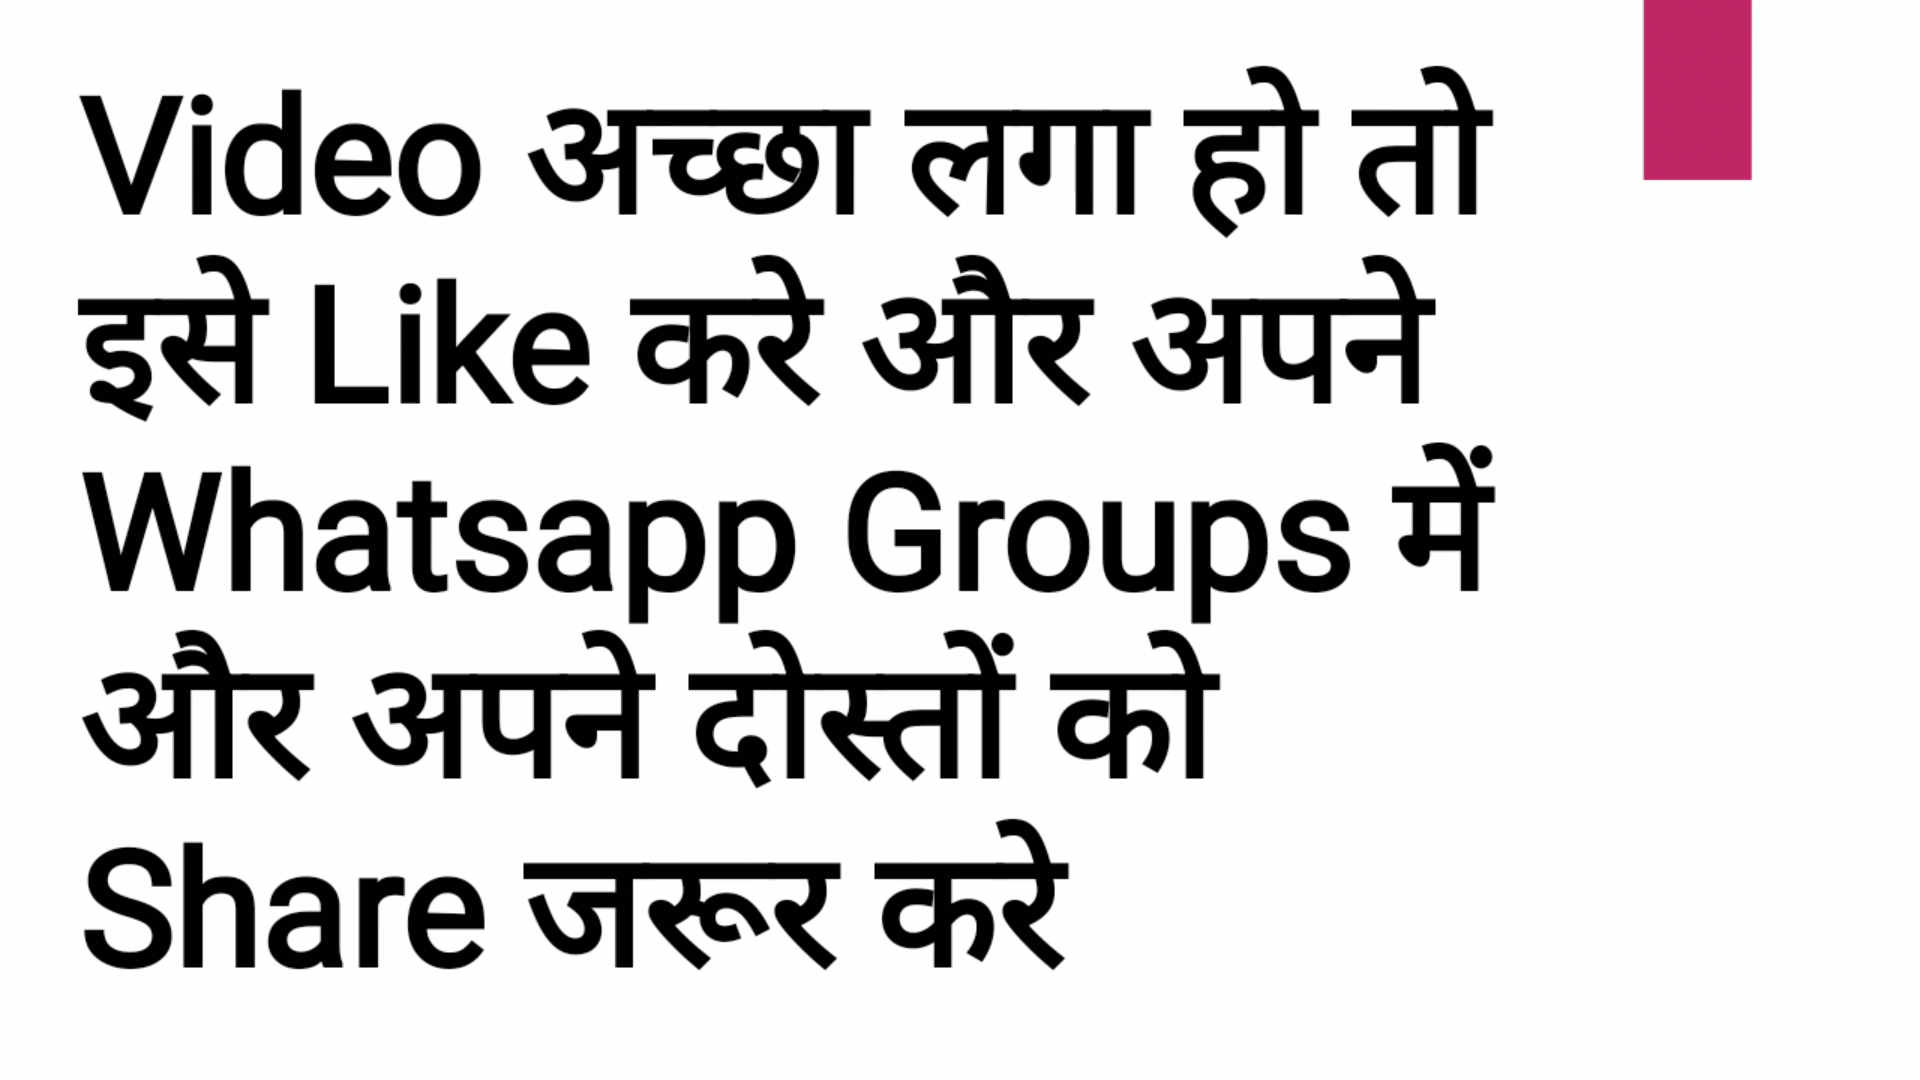 Video अच्छा लगा हो तो
इसे Like करे और अपने
Whatsapp Groups में
और अपने दोस्तों को
Share जरूर करे